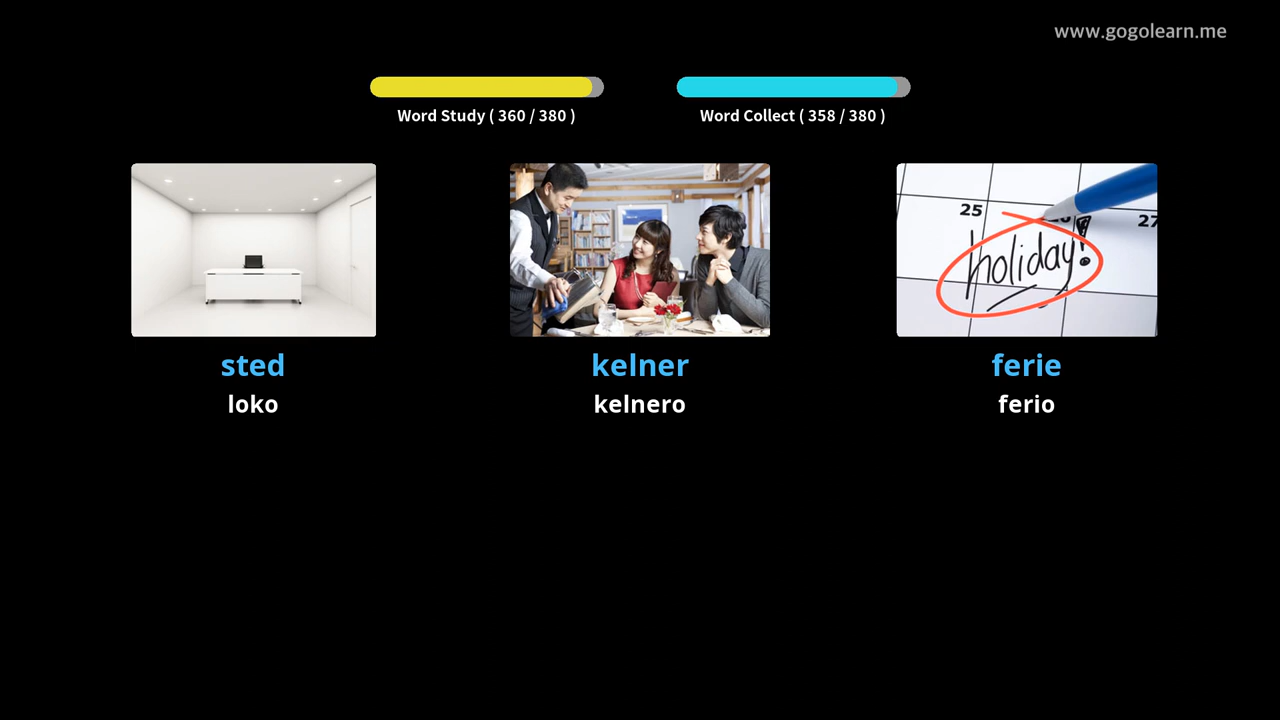 www.gogolearn.me
Word Study ( 360 / 380 )
Word Collect ( 358 / 380 )
25
27
holiday!
sted
kelner
ferie
loko
kelnero
ferio